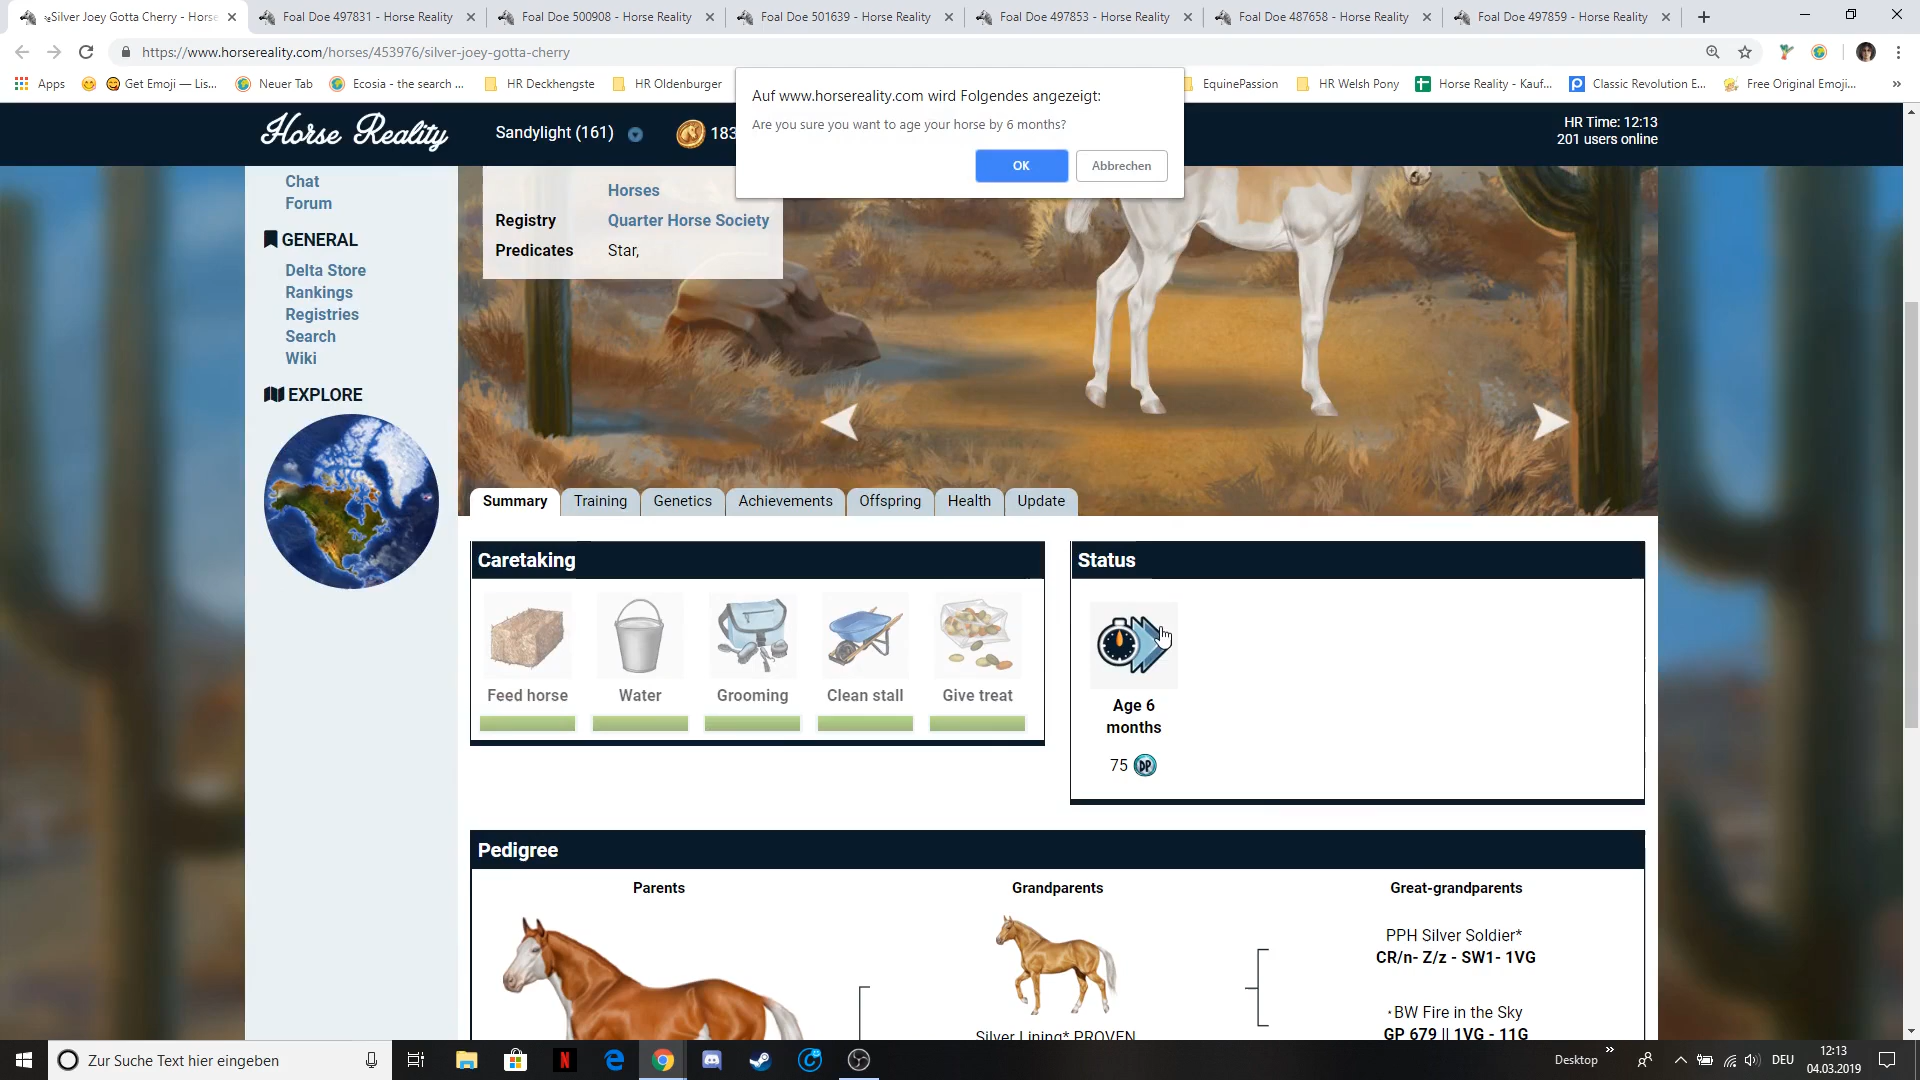 Silver Joey Gotta Cherry - Horse
Foal Doe 497831 - Horse Reality
Foal Doe 500908 - Horse Reality
Foal Doe 501639 - Horse Reality
Foal Doe 497853 - Horse Reality
Foal Doe 487658 - Horse Reality
Foal Doe 497859 - Horse Reality
https://www.horsereality.com/horses/453976/silver-joey-gotta-cherry
Apps
Get Emoji — Lis...
Neuer Tab
Ecosia - the search ...
HR Deckhengste
HR Oldenburger
EquinePassion
HR Welsh Pony
Horse Reality - Kauf...
Classic Revolution E...
Free Original Emoji...
»
Auf www.horsereality.com wird Folgendes angezeigt:
Are you sure you want to age your horse by 6 months?
OK
Abbrechen
Horse Reality
Sandylight (161)
183
HR Time: 12:13
201 users online
Chat
Forum
GENERAL
Delta Store
Rankings
Registries
Search
Wiki
EXPLORE
Horses
Registry
Quarter Horse Society
Predicates
Star,
Summary
Training
Genetics
Achievements
Offspring
Health
Update
Caretaking
Feed horse
Water
Grooming
Clean stall
Give treat
Status
Age 6
months
75 DP
Pedigree
Parents
Grandparents
Great-grandparents
PPH Silver Soldier*
CR/n- Z/z - SW1- 1VG
BW Fire in the Sky
GP 679 || 1VG - 11G
Silver Lining* PROVEN
Zur Suche Text hier eingeben
Desktop
»
DEU
12:13
04.03.2019